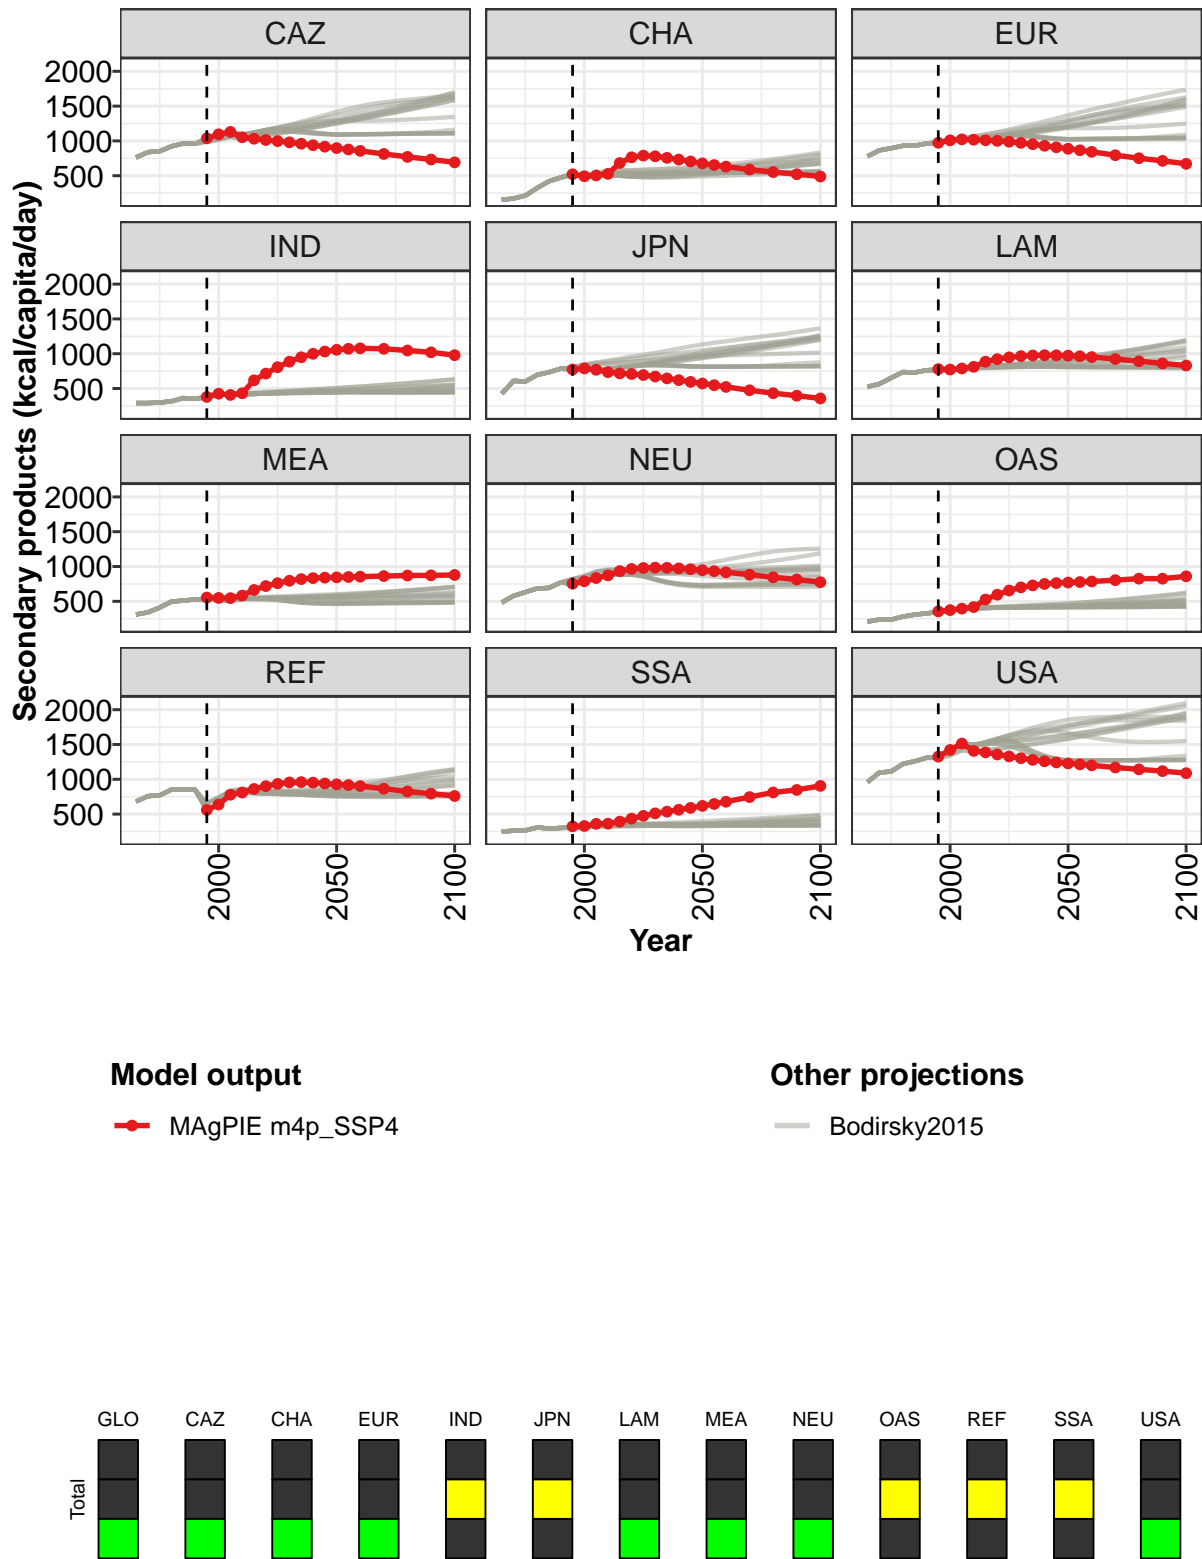 CAZ CHA EUR
2000
1500
1000
500
IND JPN LAM
2000
1500
1000
500
MEA NEU OAS
2000
1500
1000
500
REF SSA USA
2000
1500
1000
500
Secondary products (kcal/capita/day)
2000 2050 2100 2000 2050 2100 2000 2050 2100
Year
Model output Other projections
MAgPIE m4p_SSP4 Bodirsky2015
GLO CAZ CHA EUR IND JPN LAM MEA NEU OAS REF SSA USA
Total